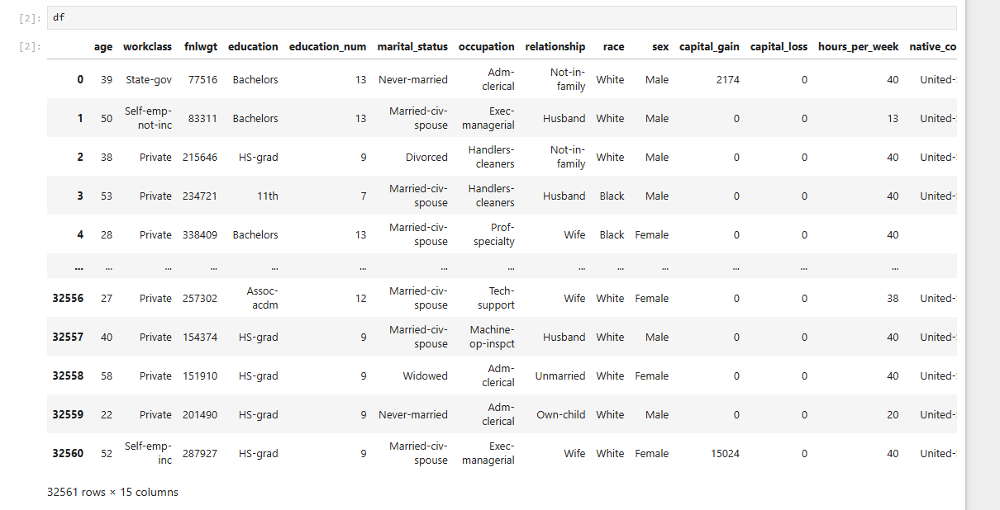 [2]: df
[2]: age workclass fnlwgt education education_num marital_status occupation relationship race sex capital_gain capital_loss hours_per_week native_co
0 39 State-gov 77516 Bachelors 13 Never-married Adm-clerical Not-in-family White Male 2174 0 40 United-
1 50 Self-emp-not-inc 83311 Bachelors 13 Married-civ-spouse Exec-managerial Husband White Male 0 0 13 United-
2 38 Private 215646 HS-grad 9 Divorced Handlers-cleaners Not-in-family White Male 0 0 40 United-
3 53 Private 234721 11th 7 Married-civ-spouse Handlers-cleaners Husband Black Male 0 0 40 United-
4 28 Private 338409 Bachelors 13 Married-civ-spouse Prof-specialty Wife Black Female 0 0 40
... ... ... ... ... ... ... ... ... ... ... ... ... ...
32556 27 Private 257302 Assoc-acdm 12 Married-civ-spouse Tech-support Wife White Female 0 0 38 United-
32557 40 Private 154374 HS-grad 9 Married-civ-spouse Machine-op-inspct Husband White Male 0 0 40 United-
32558 58 Private 151910 HS-grad 9 Widowed Adm-clerical Unmarried White Female 0 0 40 United-
32559 22 Private 201490 HS-grad 9 Never-married Adm-clerical Own-child White Male 0 0 20 United-
32560 52 Self-emp-inc 287927 HS-grad 9 Married-civ-spouse Exec-managerial Wife White Female 15024 0 40 United-
32561 rows × 15 columns